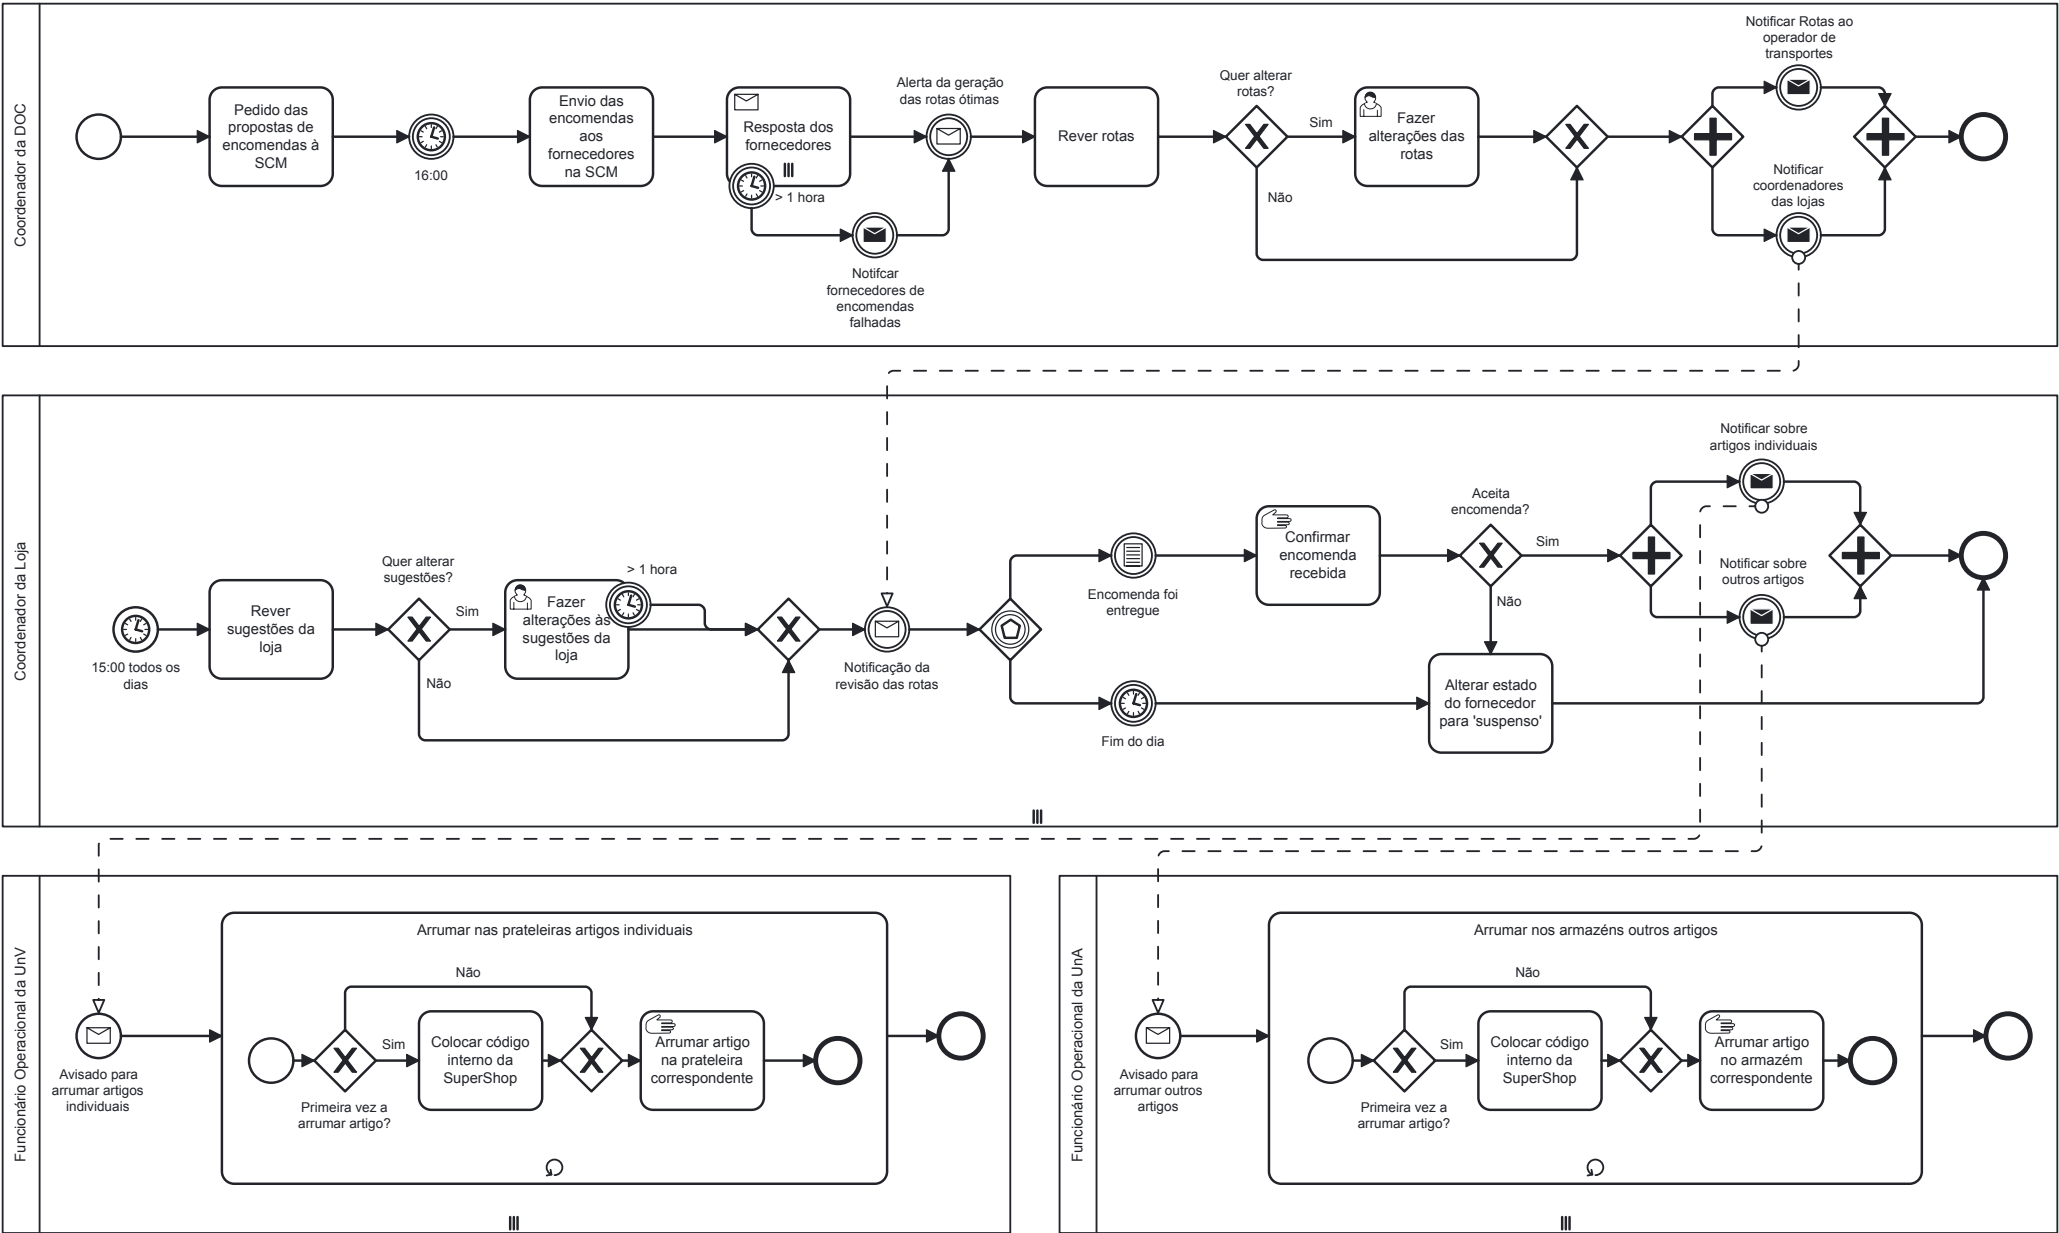 Coordenador da DOC
Pedido das
propostas de
encomendas à
SCM
16:00
Envio das
encomendas
aos
fornecedores
na SCM
Resposta dos
fornecedores
> 1 hora
Notifcar
fornecedores de
encomendas
falhadas
Alerta da geração
das rotas ótimas
Rever rotas
Quer alterar
rotas?
Sim
Não
Fazer
alterações das
rotas
Notificar Rotas ao
operador de
transportes
Notificar
coordenadores
das lojas
Coordenador da Loja
15:00 todos os
dias
Rever
sugestões da
loja
Quer alterar
sugestões?
Sim
Não
Fazer
alterações às
sugestões da
loja
> 1 hora
Notificação da
revisão das rotas
Encomenda foi
entregue
Fim do dia
Confirmar
encomenda
recebida
Aceita
encomenda?
Sim
Não
Alterar estado
do fornecedor
para 'suspenso'
Notificar sobre
artigos individuais
Notificar sobre
outros artigos
Funcionário Operacional da UnV
Avisado para
arrumar artigos
individuais
Arrumar nas prateleiras artigos individuais
Não
Sim
Primeira vez a
arrumar artigo?
Colocar código
interno da
SuperShop
Arrumar artigo
na prateleira
correspondente
Funcionário Operacional da UnA
Avisado para
arrumar outros
artigos
Arrumar nos armazéns outros artigos
Não
Sim
Primeira vez a
arrumar artigo?
Colocar código
interno da
SuperShop
Arrumar artigo
no armazém
correspondente